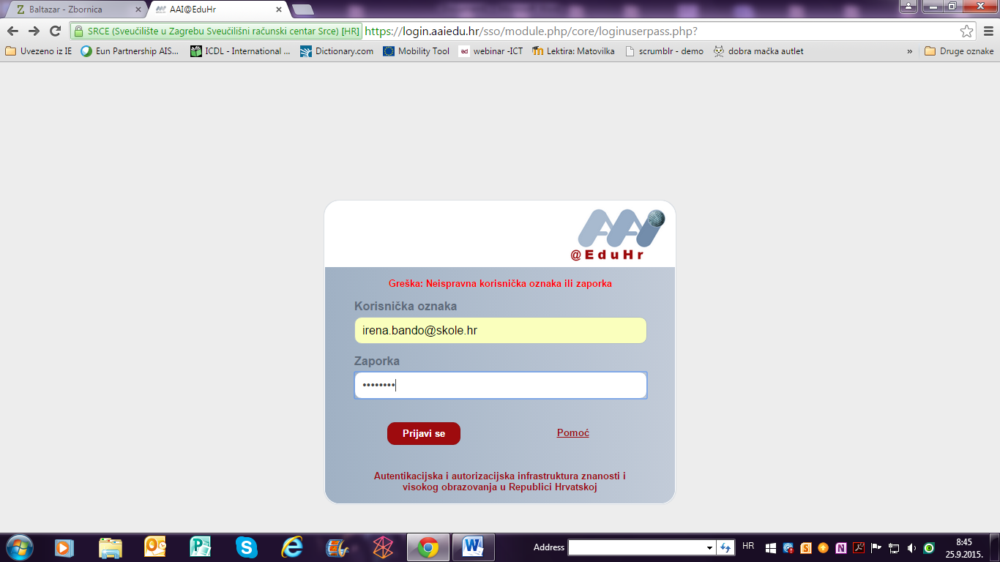 Baltazar - Zbornica
AAI@EduHr
SRCE (Sveučilište u Zagrebu Sveučilišni računski centar Srce) [HR] https://login.aaiedu.hr/sso/module.php/core/loginuserpass.php?
Uvezeno iz IE Eun Partnership AIS... ICDL - International ... Dictionary.com Mobility Tool webinar -ICT Lektira: Matovilka scrumblr - demo dobra mačka autlet » Druge oznake
AAI
@EduHr
Greška: Neispravna korisnička oznaka ili zaporka
Korisnička oznaka
irena.bando@skole.hr
Zaporka
••••••••
Prijavi se
Pomoć
Autentikacijska i autorizacijska infrastruktura znanosti i
visokog obrazovanja u Republici Hrvatskoj
Address
HR
8:45
25.9.2015.